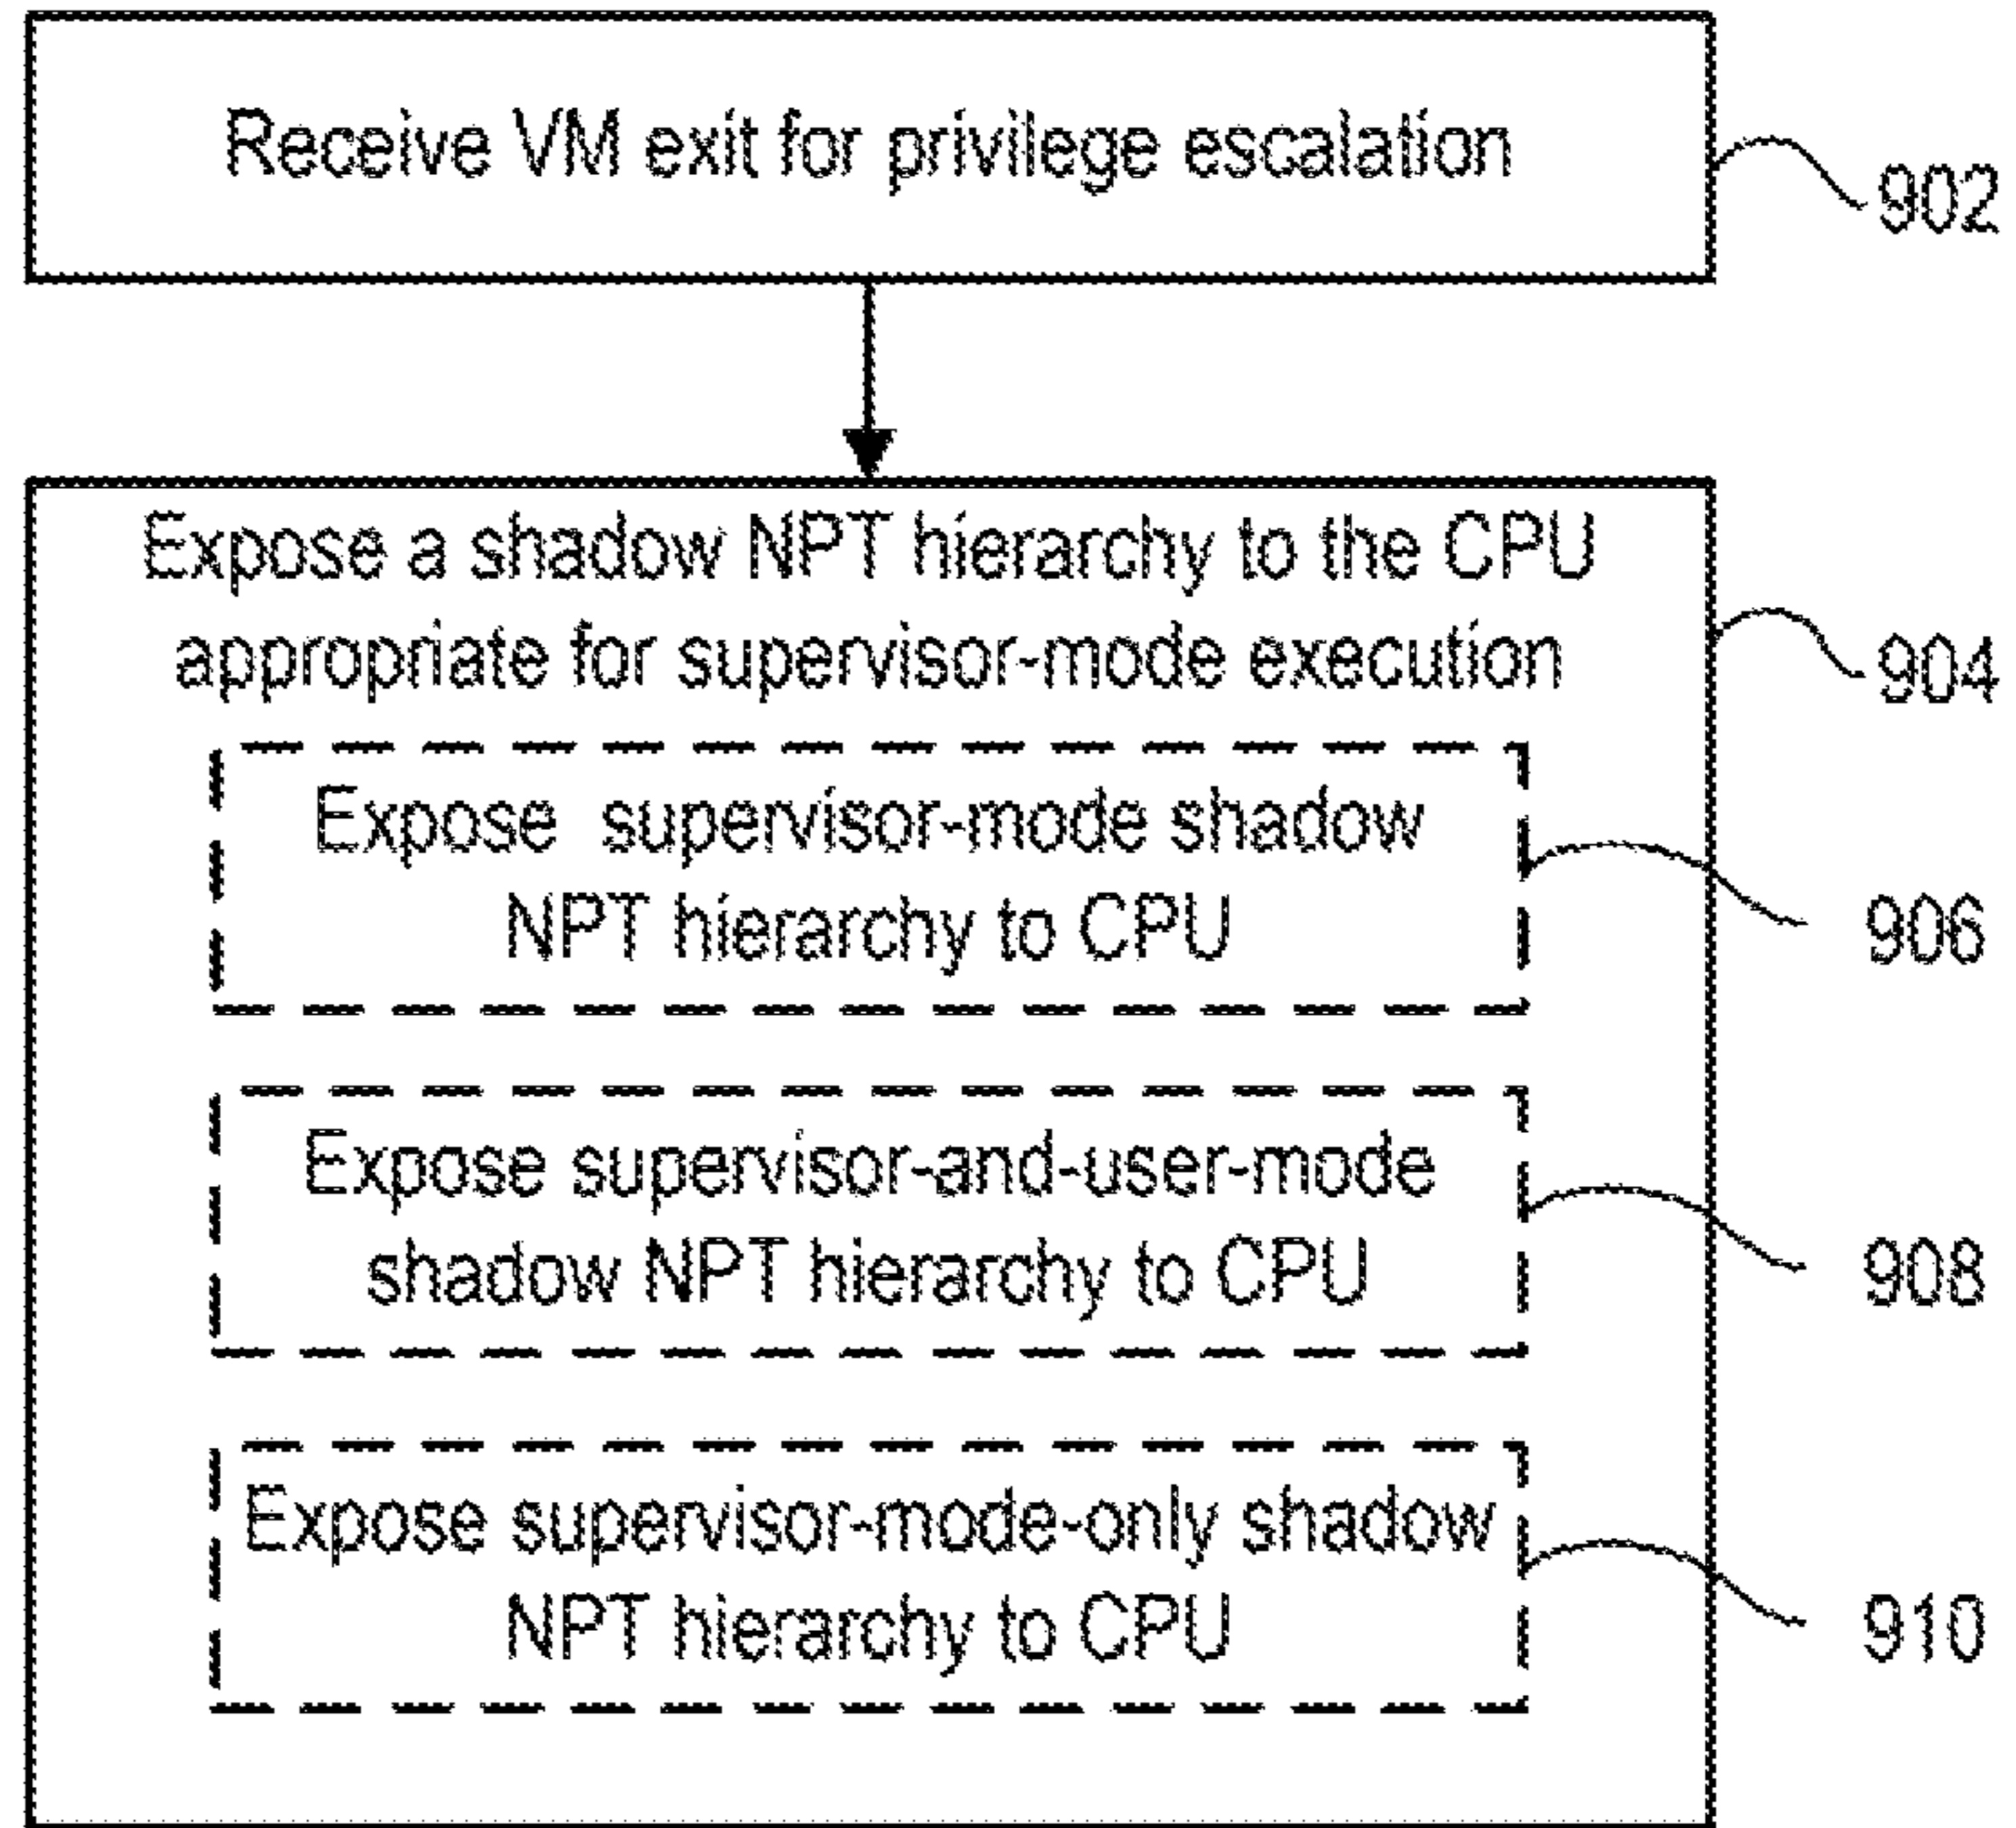 Receive VM exit for privilege escalation
902
Expose a shadow NPT hierarchy to the CPU
appropriate for supervisor-mode execution
904
Expose supervisor-mode shadow
NPT hierarchy to CPU
906
Expose supervisor-and-user-mode
shadow NPT hierarchy to CPU
908
Expose supervisor-mode-only shadow
NPT hierarchy to CPU
910